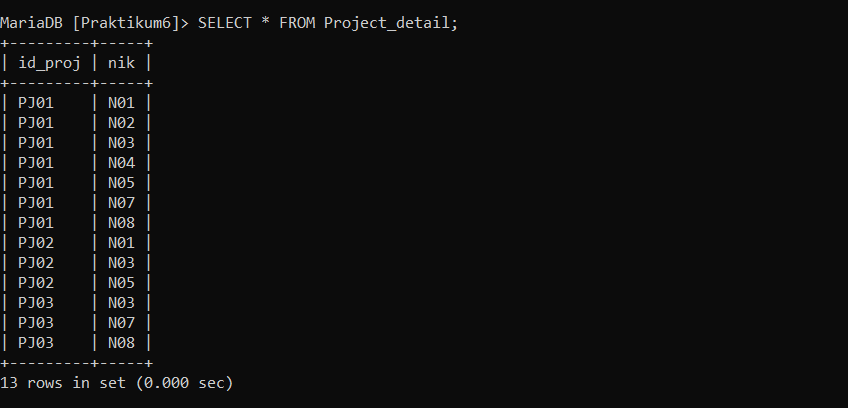 MariaDB [Praktikum6]> SELECT * FROM Project_detail;
+---------+-----+
| id_proj | nik |
+---------+-----+
| PJ01    | N01 |
| PJ01    | N02 |
| PJ01    | N03 |
| PJ01    | N04 |
| PJ01    | N05 |
| PJ01    | N07 |
| PJ01    | N08 |
| PJ02    | N01 |
| PJ02    | N03 |
| PJ02    | N05 |
| PJ03    | N03 |
| PJ03    | N07 |
| PJ03    | N08 |
+---------+-----+
13 rows in set (0.000 sec)